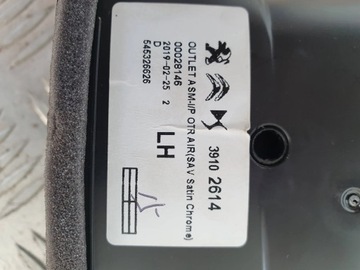 3910 2614
OUTLET ASM-I/P OTR AIR(SAV Satin Chrome)
00028146
2019-02-25 2
D
545326626
LH